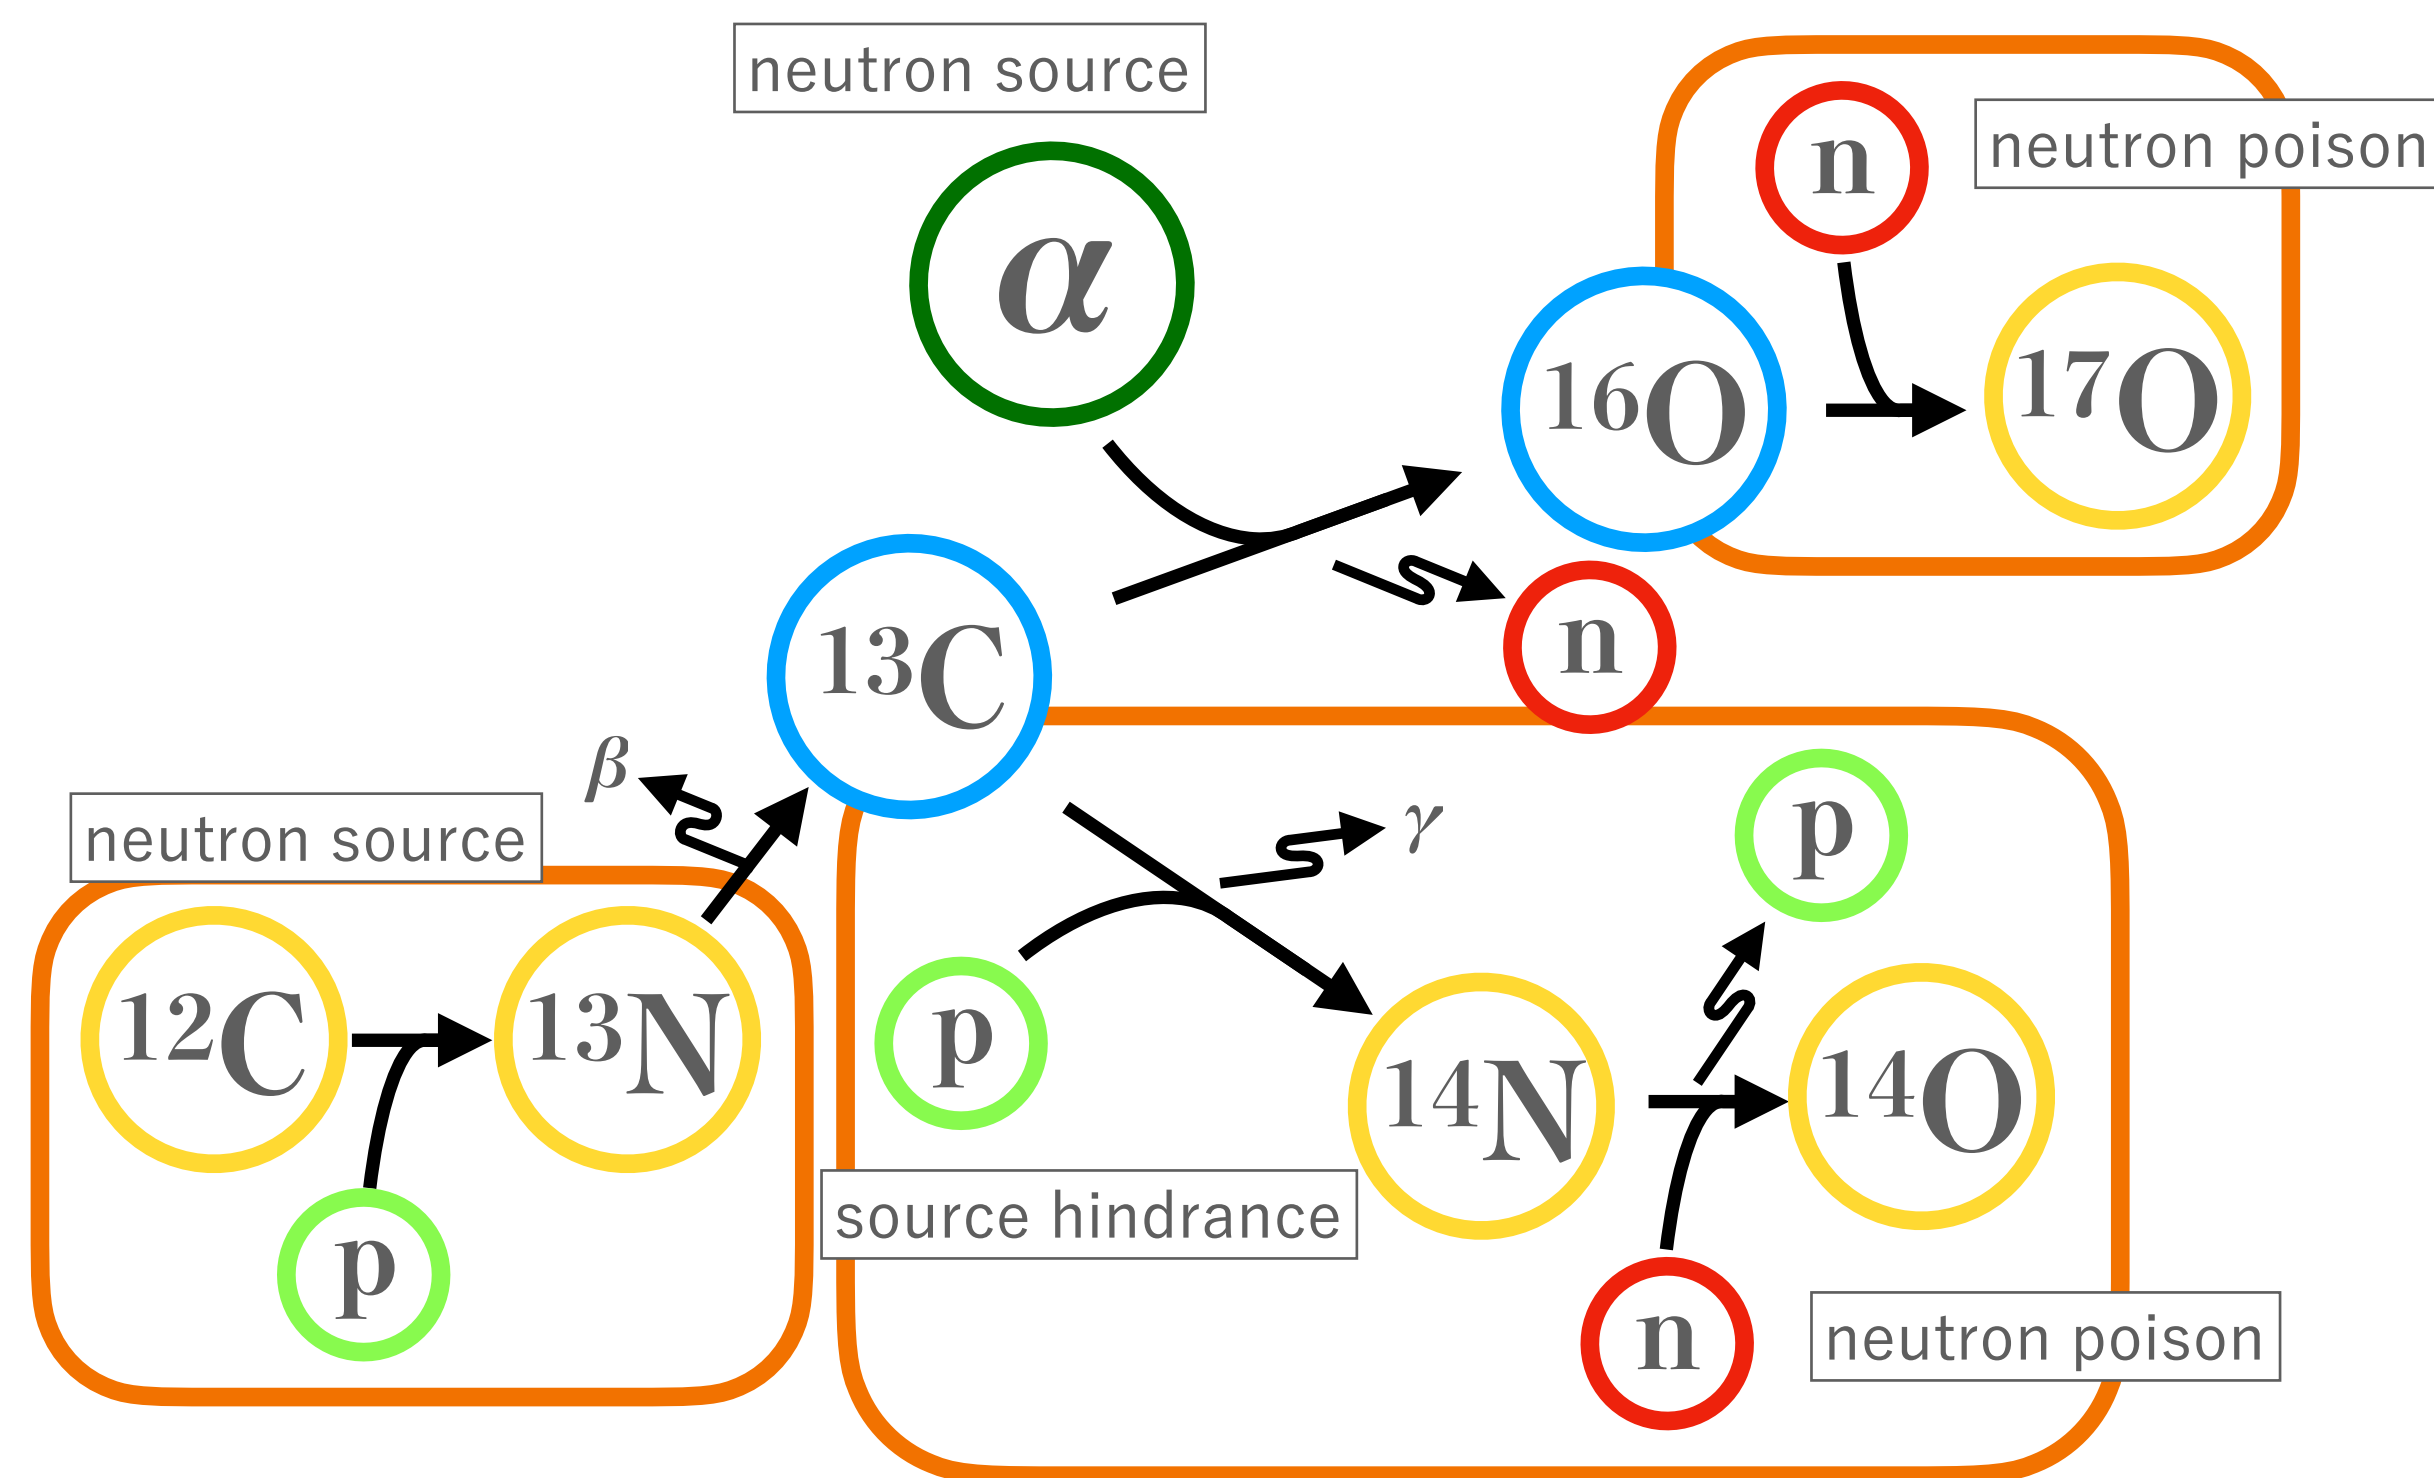 neutron source
n
neutron poison
α
¹⁶O
¹⁷O
n
¹³C
β
γ
p
neutron source
¹²C
¹³N
p
¹⁴N
¹⁴O
source hindrance
p
n
neutron poison